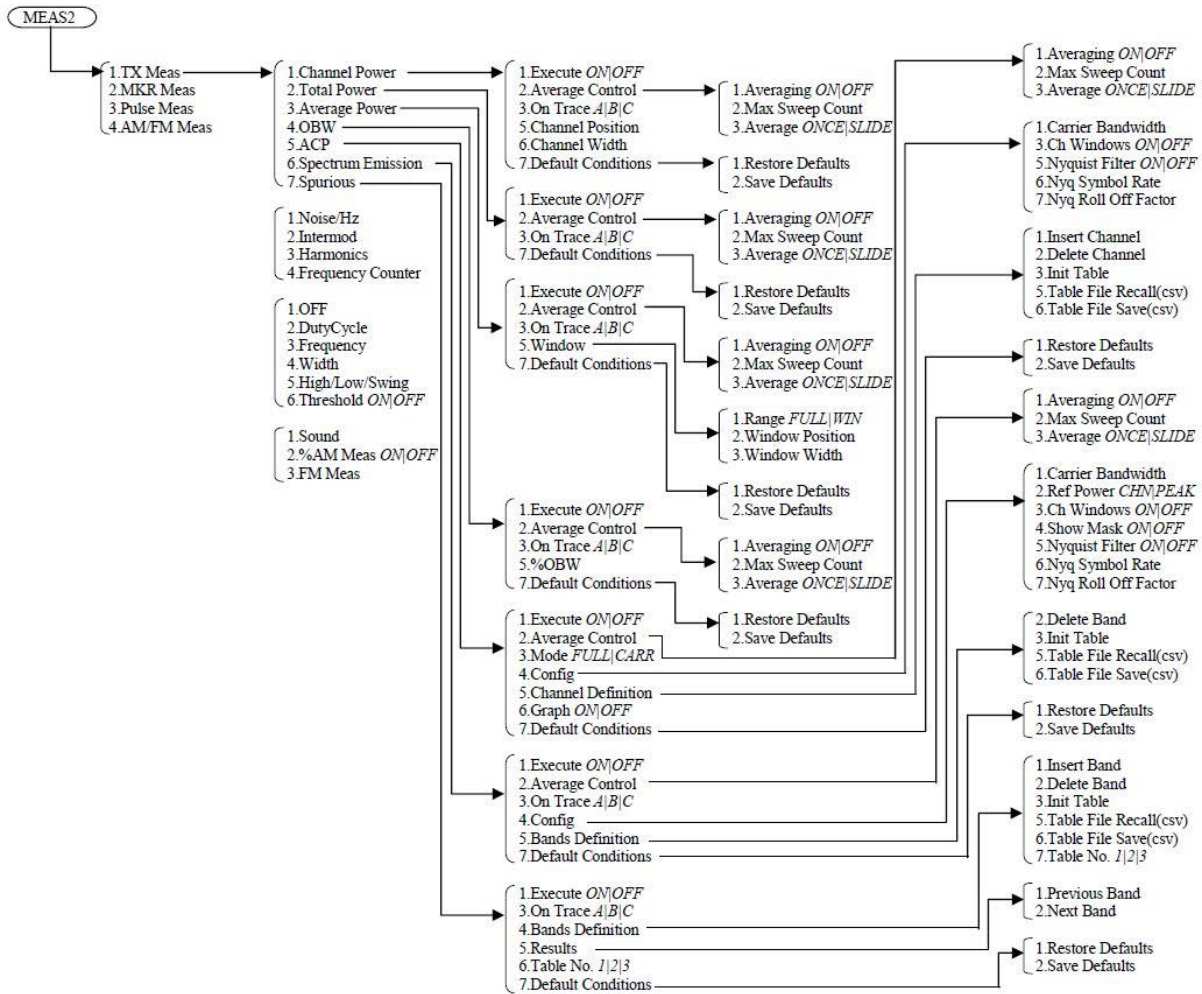 MEAS2
1.TX Meas
2.MKR Meas
3.Pulse Meas
4.AM/FM Meas
1.Channel Power
2.Total Power
3.Average Power
4.OBW
5.ACP
6.Spectrum Emission
7.Spurious
1.Noise/Hz
2.Intermod
3.Harmonics
4.Frequency Counter
1.OFF
2.DutyCycle
3.Frequency
4.Width
5.High/Low/Swing
6.Threshold ON|OFF
1.Sound
2.%AM Meas ON|OFF
3.FM Meas
1.Execute ON|OFF
2.Average Control
3.On Trace A|B|C
5.Channel Position
6.Channel Width
7.Default Conditions
1.Execute ON|OFF
2.Average Control
3.On Trace A|B|C
7.Default Conditions
1.Execute ON|OFF
2.Average Control
3.On Trace A|B|C
5.Window
7.Default Conditions
1.Execute ON|OFF
2.Average Control
3.On Trace A|B|C
5.%OBW
7.Default Conditions
1.Execute ON|OFF
2.Average Control
3.Mode FULL|CARR
4.Config
5.Channel Definition
6.Graph ON|OFF
7.Default Conditions
1.Execute ON|OFF
2.Average Control
3.On Trace A|B|C
4.Config
5.Bands Definition
7.Default Conditions
1.Execute ON|OFF
3.On Trace A|B|C
4.Bands Definition
5.Results
6.Table No. 1|2|3
7.Default Conditions
1.Averaging ON|OFF
2.Max Sweep Count
3.Average ONCE|SLIDE
1.Restore Defaults
2.Save Defaults
1.Averaging ON|OFF
2.Max Sweep Count
3.Average ONCE|SLIDE
1.Restore Defaults
2.Save Defaults
1.Averaging ON|OFF
2.Max Sweep Count
3.Average ONCE|SLIDE
1.Range FULL|WIN
2.Window Position
3.Window Width
1.Restore Defaults
2.Save Defaults
1.Averaging ON|OFF
2.Max Sweep Count
3.Average ONCE|SLIDE
1.Restore Defaults
2.Save Defaults
1.Averaging ON|OFF
2.Max Sweep Count
3.Average ONCE|SLIDE
1.Carrier Bandwidth
3.Ch Windows ON|OFF
5.Nyquist Filter ON|OFF
6.Nyq Symbol Rate
7.Nyq Roll Off Factor
1.Insert Channel
2.Delete Channel
3.Init Table
5.Table File Recall(csv)
6.Table File Save(csv)
1.Restore Defaults
2.Save Defaults
1.Averaging ON|OFF
2.Max Sweep Count
3.Average ONCE|SLIDE
1.Carrier Bandwidth
2.Ref Power CHN|PEAK
3.Ch Windows ON|OFF
4.Show Mask ON|OFF
5.Nyquist Filter ON|OFF
6.Nyq Symbol Rate
7.Nyq Roll Off Factor
2.Delete Band
3.Init Table
5.Table File Recall(csv)
6.Table File Save(csv)
1.Restore Defaults
2.Save Defaults
1.Insert Band
2.Delete Band
3.Init Table
5.Table File Recall(csv)
6.Table File Save(csv)
7.Table No. 1|2|3
1.Previous Band
2.Next Band
1.Restore Defaults
2.Save Defaults